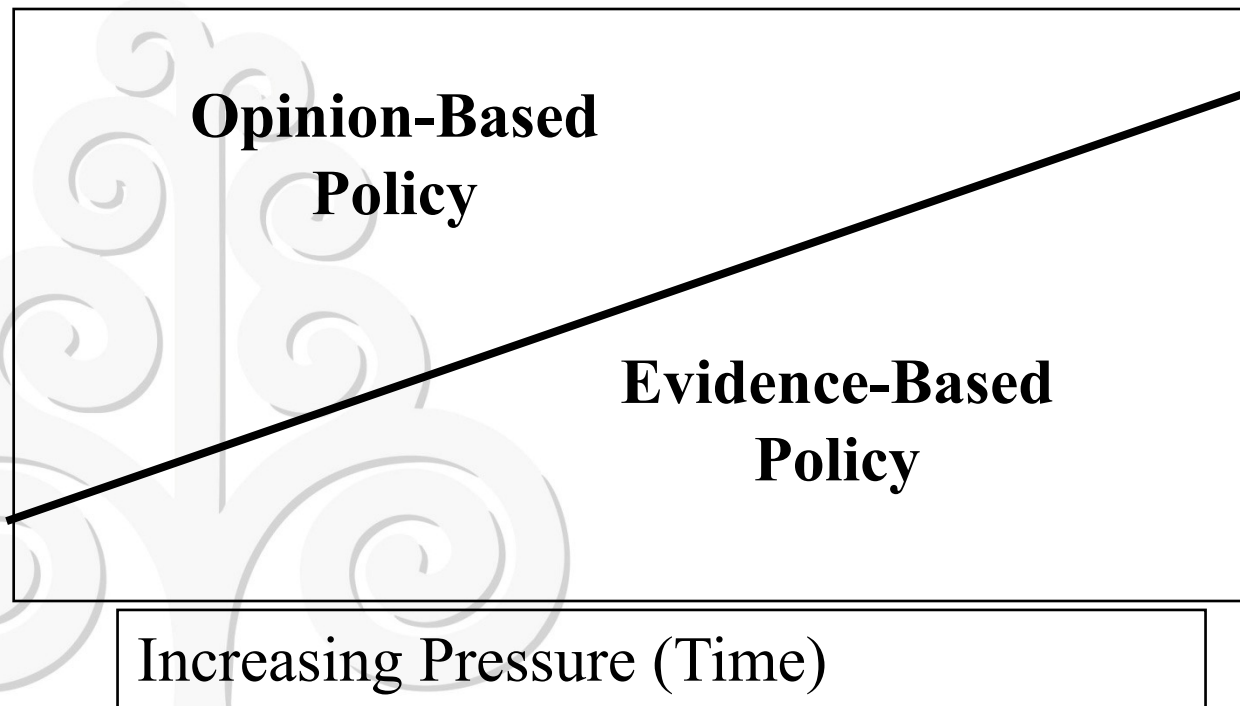 Opinion-Based
Policy
Evidence-Based
Policy
Increasing Pressure (Time)